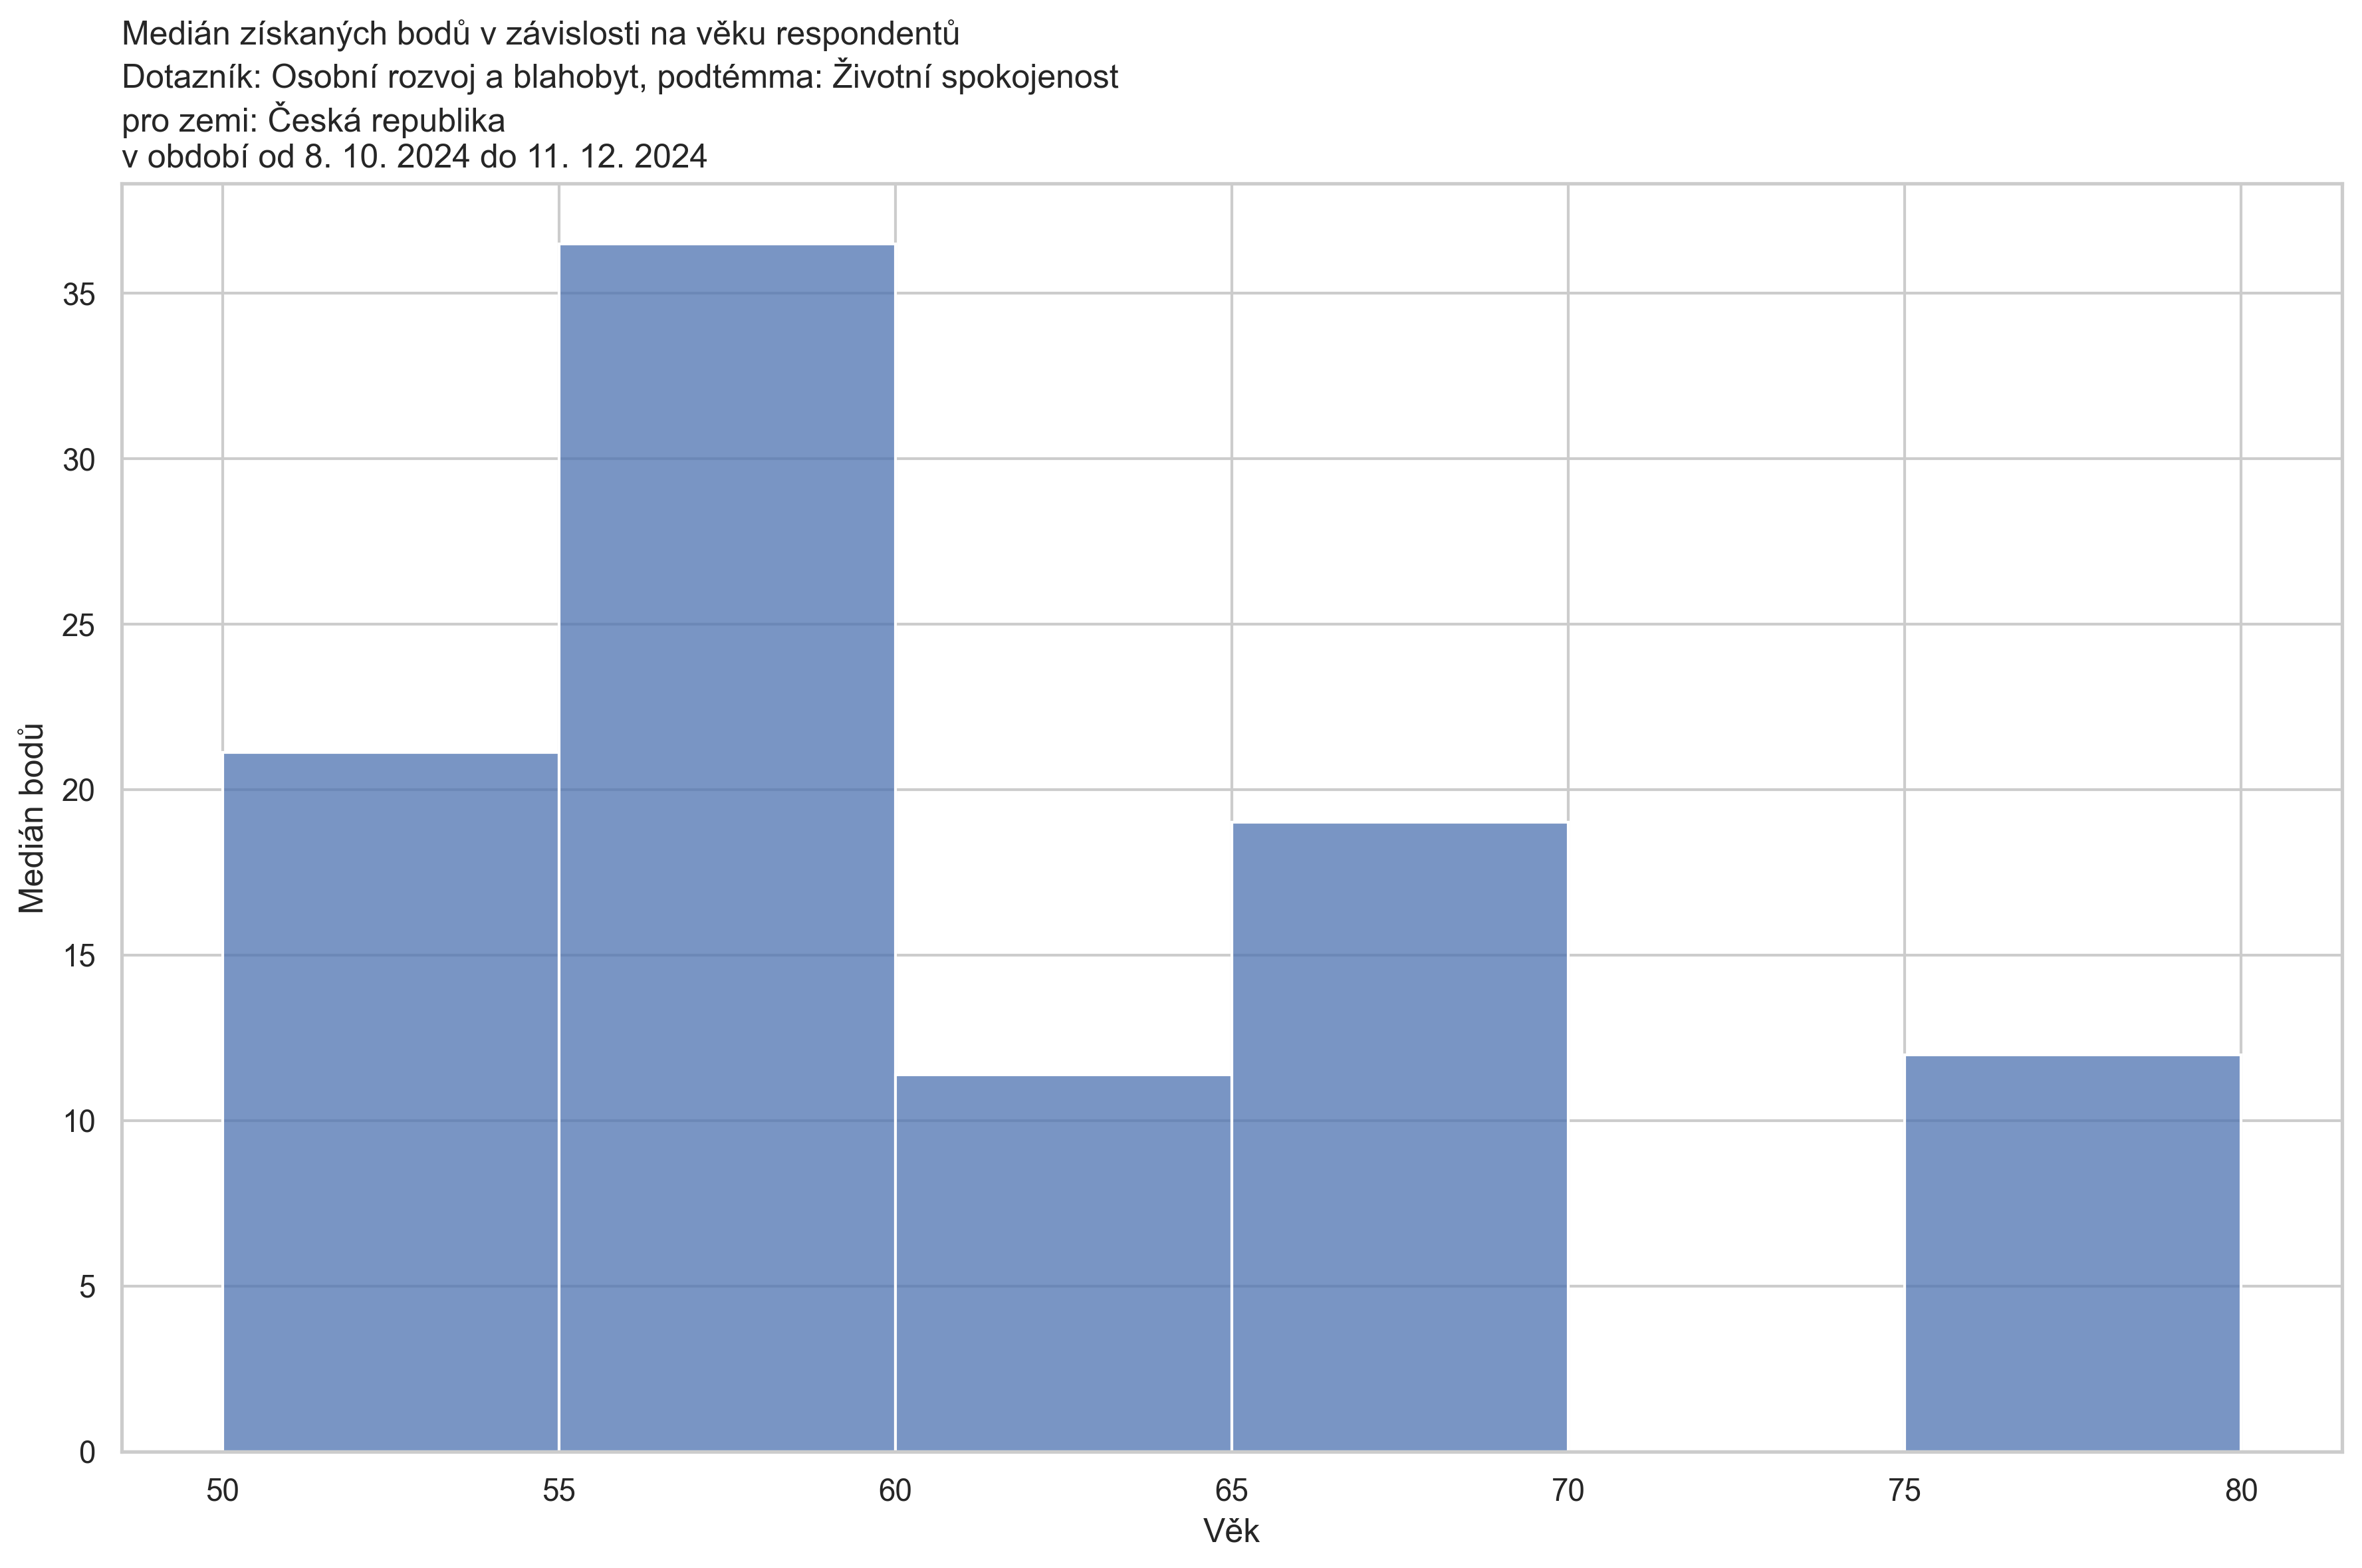 Medián získaných bodů v závislosti na věku respondentů
Dotazník: Osobní rozvoj a blahobyt, podtémma: Životní spokojenost
pro zemi: Česká republika
v období od 8. 10. 2024 do 11. 12. 2024
35
30
25
20
15
10
5
0
Medián bodů
50 55 60 65 70 75 80
Věk